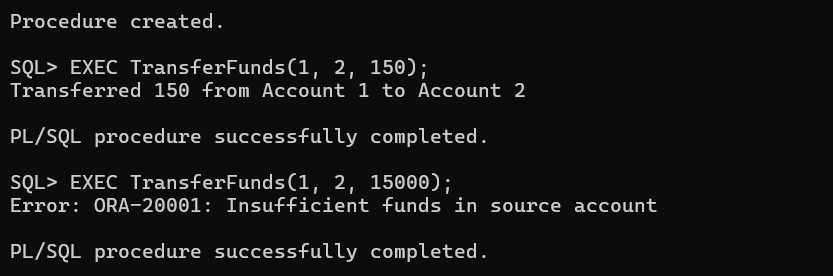 Procedure created.
SQL> EXEC TransferFunds(1, 2, 150);
Transferred 150 from Account 1 to Account 2
PL/SQL procedure successfully completed.
SQL> EXEC TransferFunds(1, 2, 15000);
Error: ORA-20001: Insufficient funds in source account
PL/SQL procedure successfully completed.